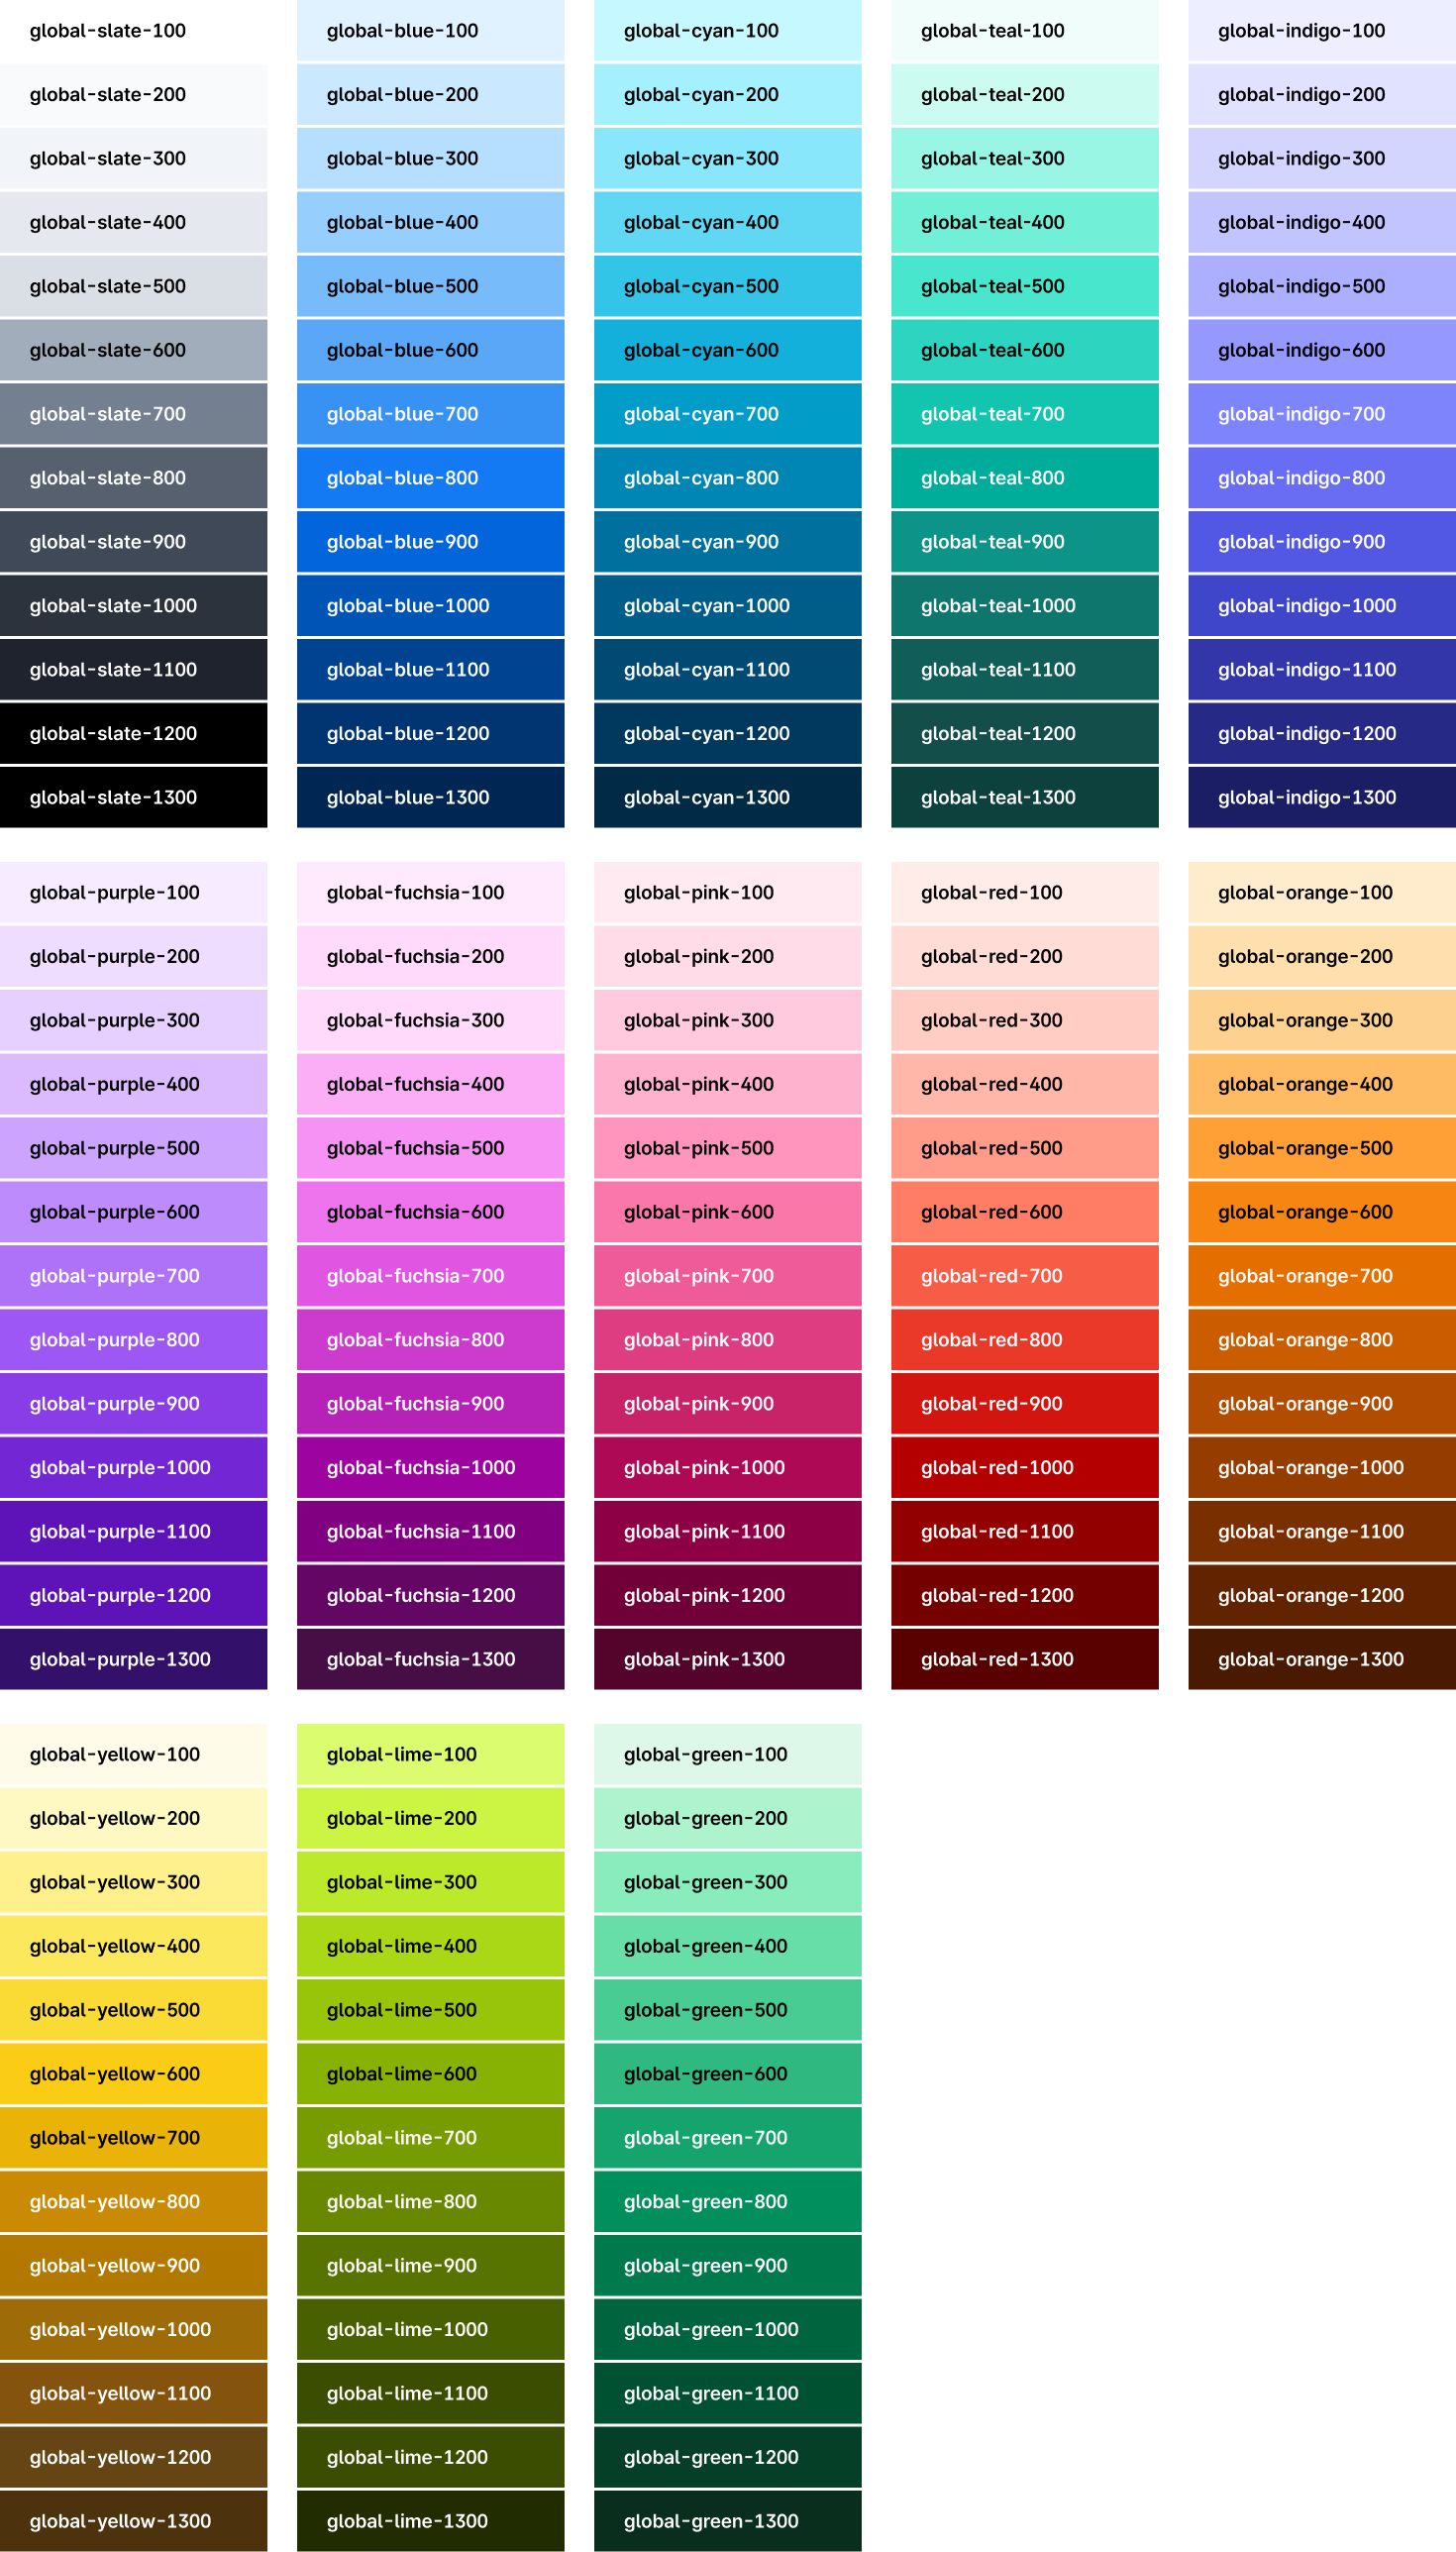 global-slate-100
global-slate-200
global-slate-300
global-slate-400
global-slate-500
global-slate-600
global-slate-700
global-slate-800
global-slate-900
global-slate-1000
global-slate-1100
global-slate-1200
global-slate-1300
global-blue-100
global-blue-200
global-blue-300
global-blue-400
global-blue-500
global-blue-600
global-blue-700
global-blue-800
global-blue-900
global-blue-1000
global-blue-1100
global-blue-1200
global-blue-1300
global-cyan-100
global-cyan-200
global-cyan-300
global-cyan-400
global-cyan-500
global-cyan-600
global-cyan-700
global-cyan-800
global-cyan-900
global-cyan-1000
global-cyan-1100
global-cyan-1200
global-cyan-1300
global-teal-100
global-teal-200
global-teal-300
global-teal-400
global-teal-500
global-teal-600
global-teal-700
global-teal-800
global-teal-900
global-teal-1000
global-teal-1100
global-teal-1200
global-teal-1300
global-indigo-100
global-indigo-200
global-indigo-300
global-indigo-400
global-indigo-500
global-indigo-600
global-indigo-700
global-indigo-800
global-indigo-900
global-indigo-1000
global-indigo-1100
global-indigo-1200
global-indigo-1300
global-purple-100
global-purple-200
global-purple-300
global-purple-400
global-purple-500
global-purple-600
global-purple-700
global-purple-800
global-purple-900
global-purple-1000
global-purple-1100
global-purple-1200
global-purple-1300
global-fuchsia-100
global-fuchsia-200
global-fuchsia-300
global-fuchsia-400
global-fuchsia-500
global-fuchsia-600
global-fuchsia-700
global-fuchsia-800
global-fuchsia-900
global-fuchsia-1000
global-fuchsia-1100
global-fuchsia-1200
global-fuchsia-1300
global-pink-100
global-pink-200
global-pink-300
global-pink-400
global-pink-500
global-pink-600
global-pink-700
global-pink-800
global-pink-900
global-pink-1000
global-pink-1100
global-pink-1200
global-pink-1300
global-red-100
global-red-200
global-red-300
global-red-400
global-red-500
global-red-600
global-red-700
global-red-800
global-red-900
global-red-1000
global-red-1100
global-red-1200
global-red-1300
global-orange-100
global-orange-200
global-orange-300
global-orange-400
global-orange-500
global-orange-600
global-orange-700
global-orange-800
global-orange-900
global-orange-1000
global-orange-1100
global-orange-1200
global-orange-1300
global-yellow-100
global-yellow-200
global-yellow-300
global-yellow-400
global-yellow-500
global-yellow-600
global-yellow-700
global-yellow-800
global-yellow-900
global-yellow-1000
global-yellow-1100
global-yellow-1200
global-yellow-1300
global-lime-100
global-lime-200
global-lime-300
global-lime-400
global-lime-500
global-lime-600
global-lime-700
global-lime-800
global-lime-900
global-lime-1000
global-lime-1100
global-lime-1200
global-lime-1300
global-green-100
global-green-200
global-green-300
global-green-400
global-green-500
global-green-600
global-green-700
global-green-800
global-green-900
global-green-1000
global-green-1100
global-green-1200
global-green-1300